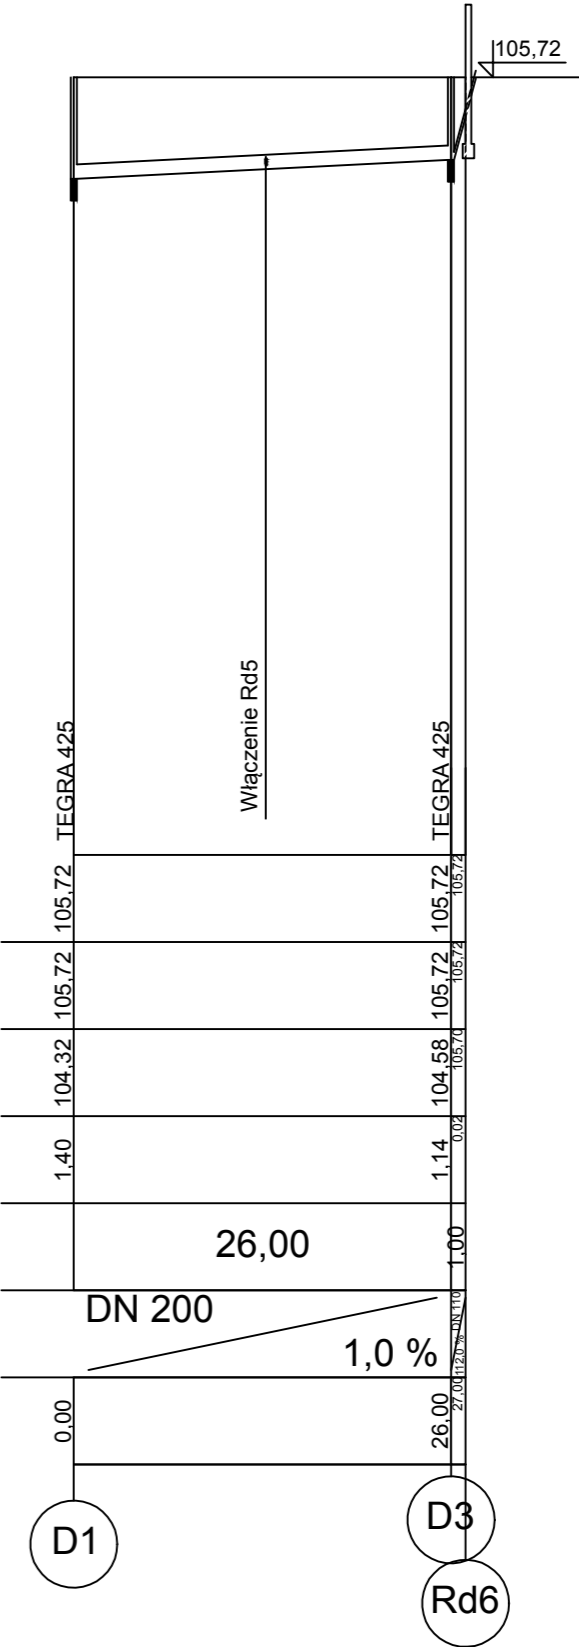 105,72
Włączenie Rd5
TEGRA 425
TEGRA 425
105,72
105,72
105,72
105,72
105,72
105,72
104,32
104,58
105,70
1,40
1,14
0,02
26,00
1,00
DN 200
1,0 %
112,0 % DN 110
0,00
26,00
27,00
D1
D3
Rd6